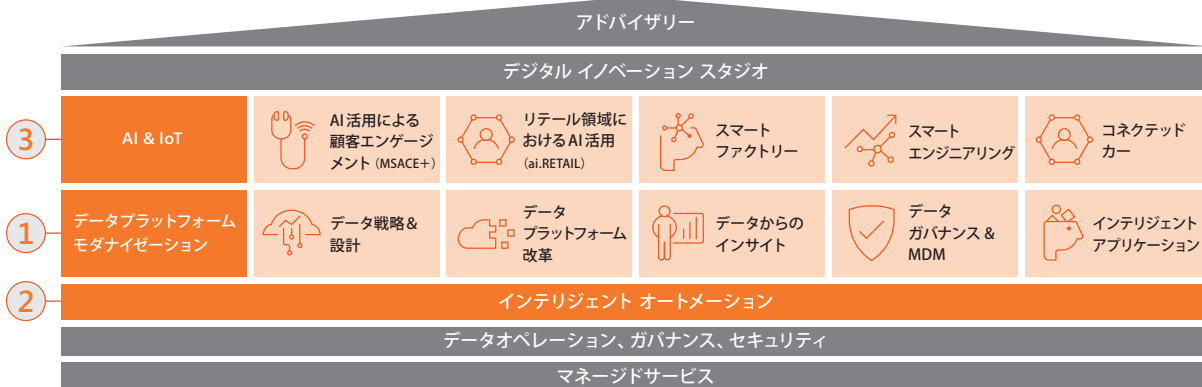 アドバイザリー
デジタル イノベーション スタジオ
3
AI & IoT
AI活用による
顧客エンゲージ
メント（MSACE+）
リテール領域に
おけるAI活用
（ai.RETAIL）
スマート
ファクトリー
スマート
エンジニアリング
コネクテッド
カー
1
データプラットフォーム
モダナイゼーション
データ戦略&
設計
データ
プラットフォーム
改革
データからの
インサイト
データ
ガバナンス &
MDM
インテリジェント
アプリケーション
2
インテリジェント オートメーション
データオペレーション、ガバナンス、セキュリティ
マネージドサービス